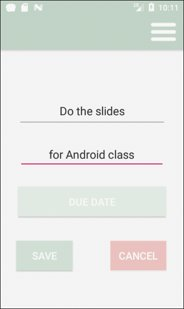 10:11
Do the slides
for Android class
DUE DATE
SAVE CANCEL